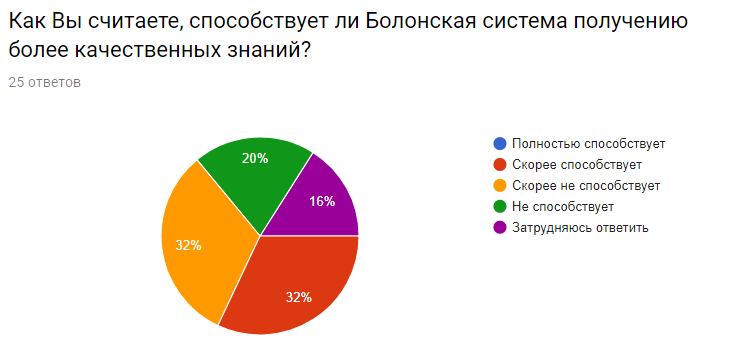 Как Вы считаете, способствует ли Болонская система получению
более качественных знаний?
25 ответов
20%
16%
32%
32%
Полностью способствует
Скорее способствует
Скорее не способствует
Не способствует
Затрудняюсь ответить